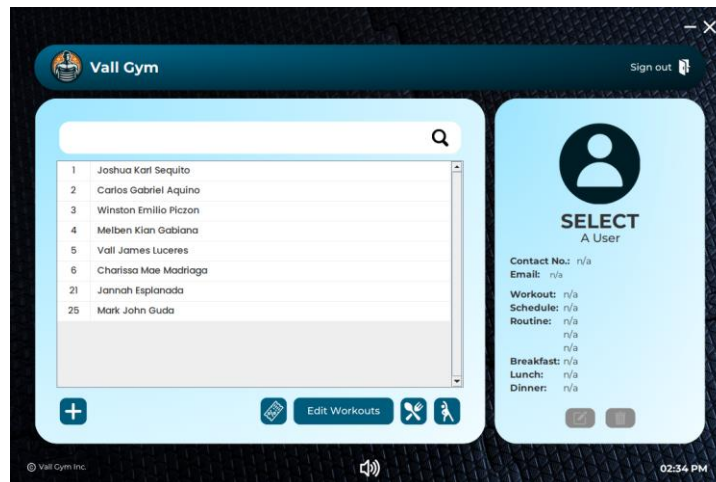 Vall Gym
Sign out
1 Joshua Karl Sequito
2 Carlos Gabriel Aquino
3 Winston Emilio Piczon
4 Melben Kian Gabiana
5 Vall James Luceres
6 Charissa Mae Madriaga
21 Jannah Esplanada
25 Mark John Guda
Edit Workouts
SELECT
A User
Contact No.: n/a
Email: n/a
Workout: n/a
Schedule: n/a
Routine: n/a
n/a
n/a
Breakfast: n/a
Lunch: n/a
Dinner: n/a
© Vall Gym Inc.
02:34 PM